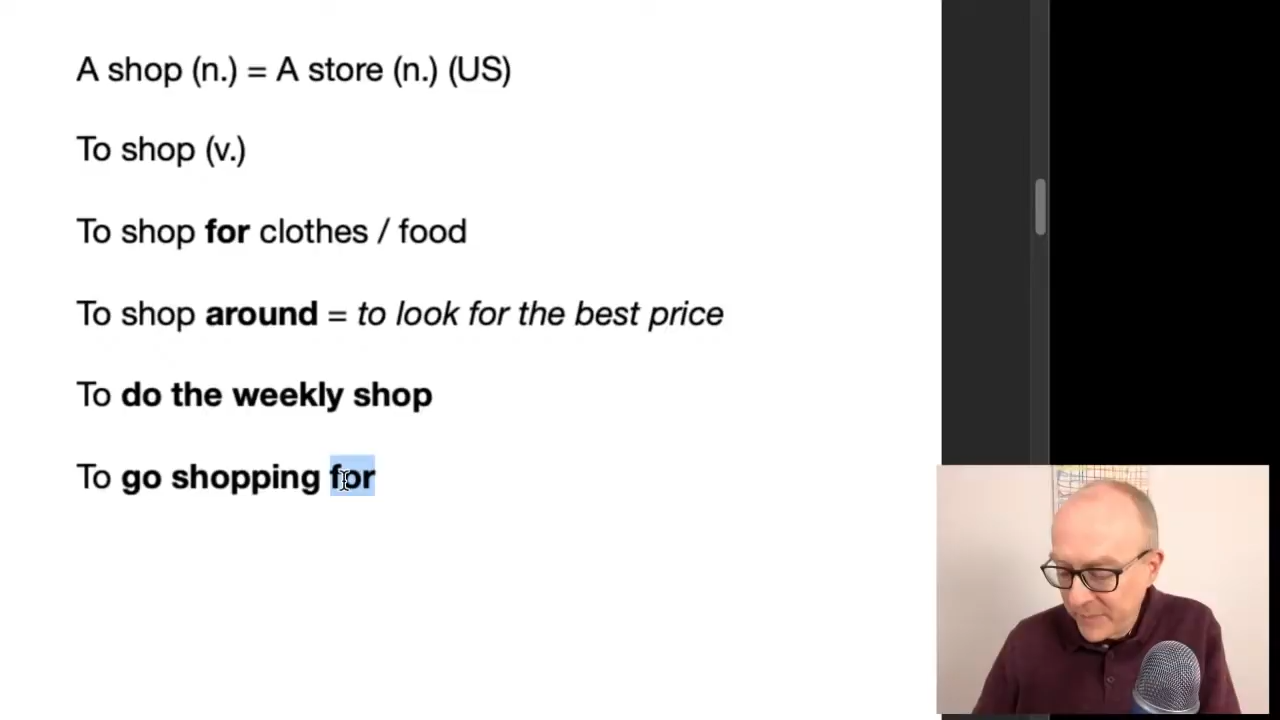 A shop (n.) = A store (n.) (US)
To shop (v.)
To shop for clothes / food
To shop around = to look for the best price
To do the weekly shop
To go shopping for